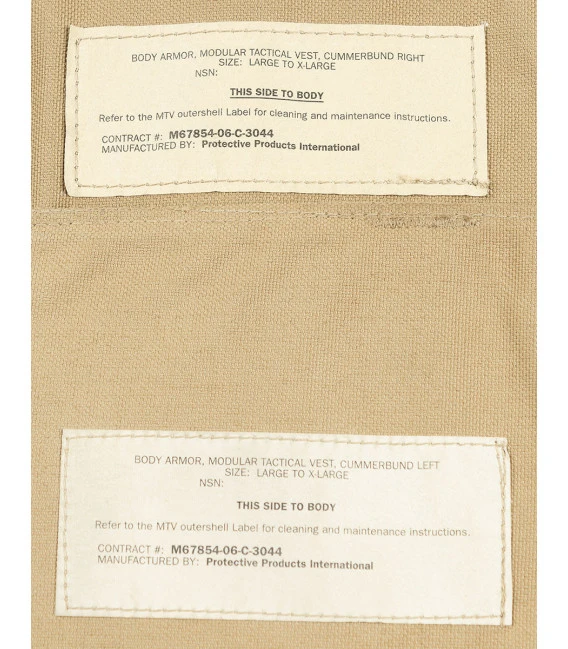 BODY ARMOR, MODULAR TACTICAL VEST, CUMMERBUND RIGHT
SIZE: LARGE TO X-LARGE
NSN:
THIS SIDE TO BODY
Refer to the MTV outershell Label for cleaning and maintenance instructions.
CONTRACT #: M67854-06-C-3044
MANUFACTURED BY: Protective Products International
BODY ARMOR, MODULAR TACTICAL VEST, CUMMERBUND LEFT
SIZE: LARGE TO X-LARGE
NSN:
THIS SIDE TO BODY
Refer to the MTV outershell Label for cleaning and maintenance instructions.
CONTRACT #: M67854-06-C-3044
MANUFACTURED BY: Protective Products International